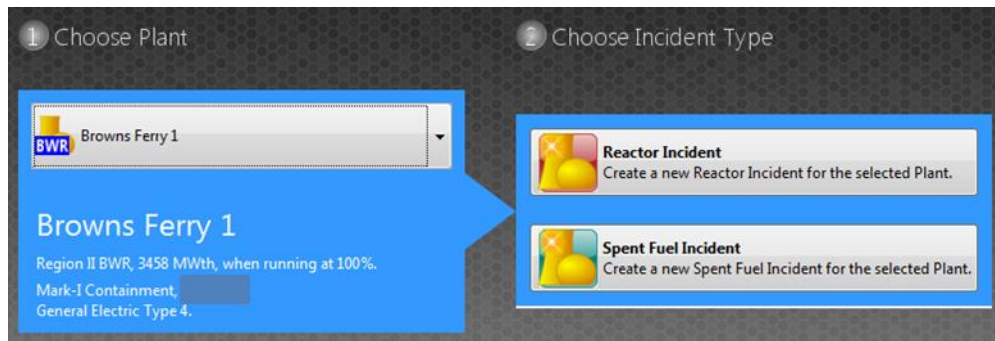 1 Choose Plant
2 Choose Incident Type
BWR
Browns Ferry 1
Browns Ferry 1
Region II BWR, 3458 MWth, when running at 100%.
Mark-I Containment,
General Electric Type 4.
Reactor Incident
Create a new Reactor Incident for the selected Plant.
Spent Fuel Incident
Create a new Spent Fuel Incident for the selected Plant.